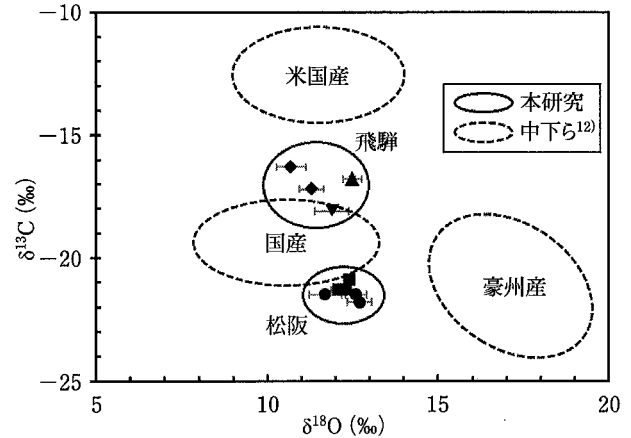 −10
米国産
本研究
中下ら12)
飛騨
−15
δ13C (‰)
国産
−20
豪州産
松阪
−25
5
10
15
20
δ18O (‰)